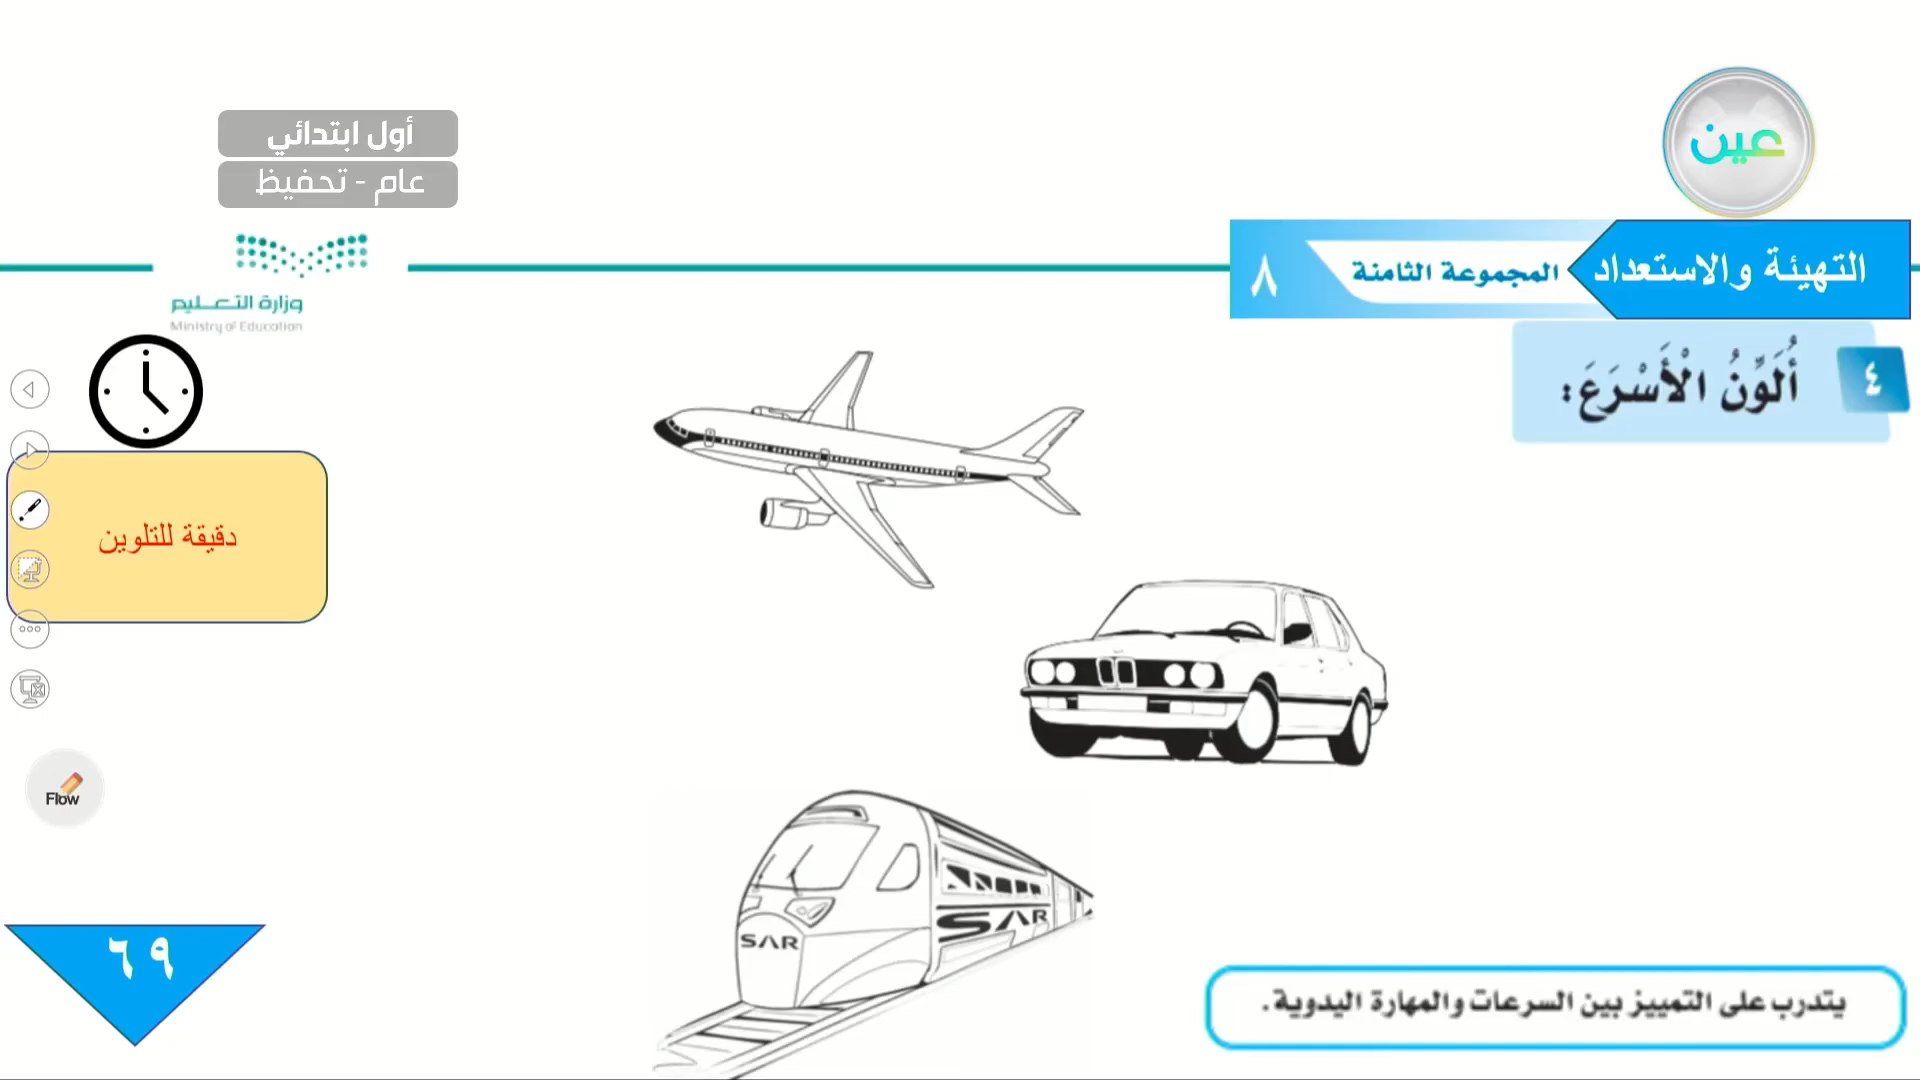 أول ابتدائي
عام - تحفيظ
عين
التهيئة والاستعداد
المجموعة الثامنة
٨
وزارة التعليم
Ministry of Education
٤
أُلَوِّنُ الْأَسْرَعَ:
دقيقة للتلوين
Flow
SAR
SAR
٦٩
يتدرب على التمييز بين السرعات والمهارة اليدوية.